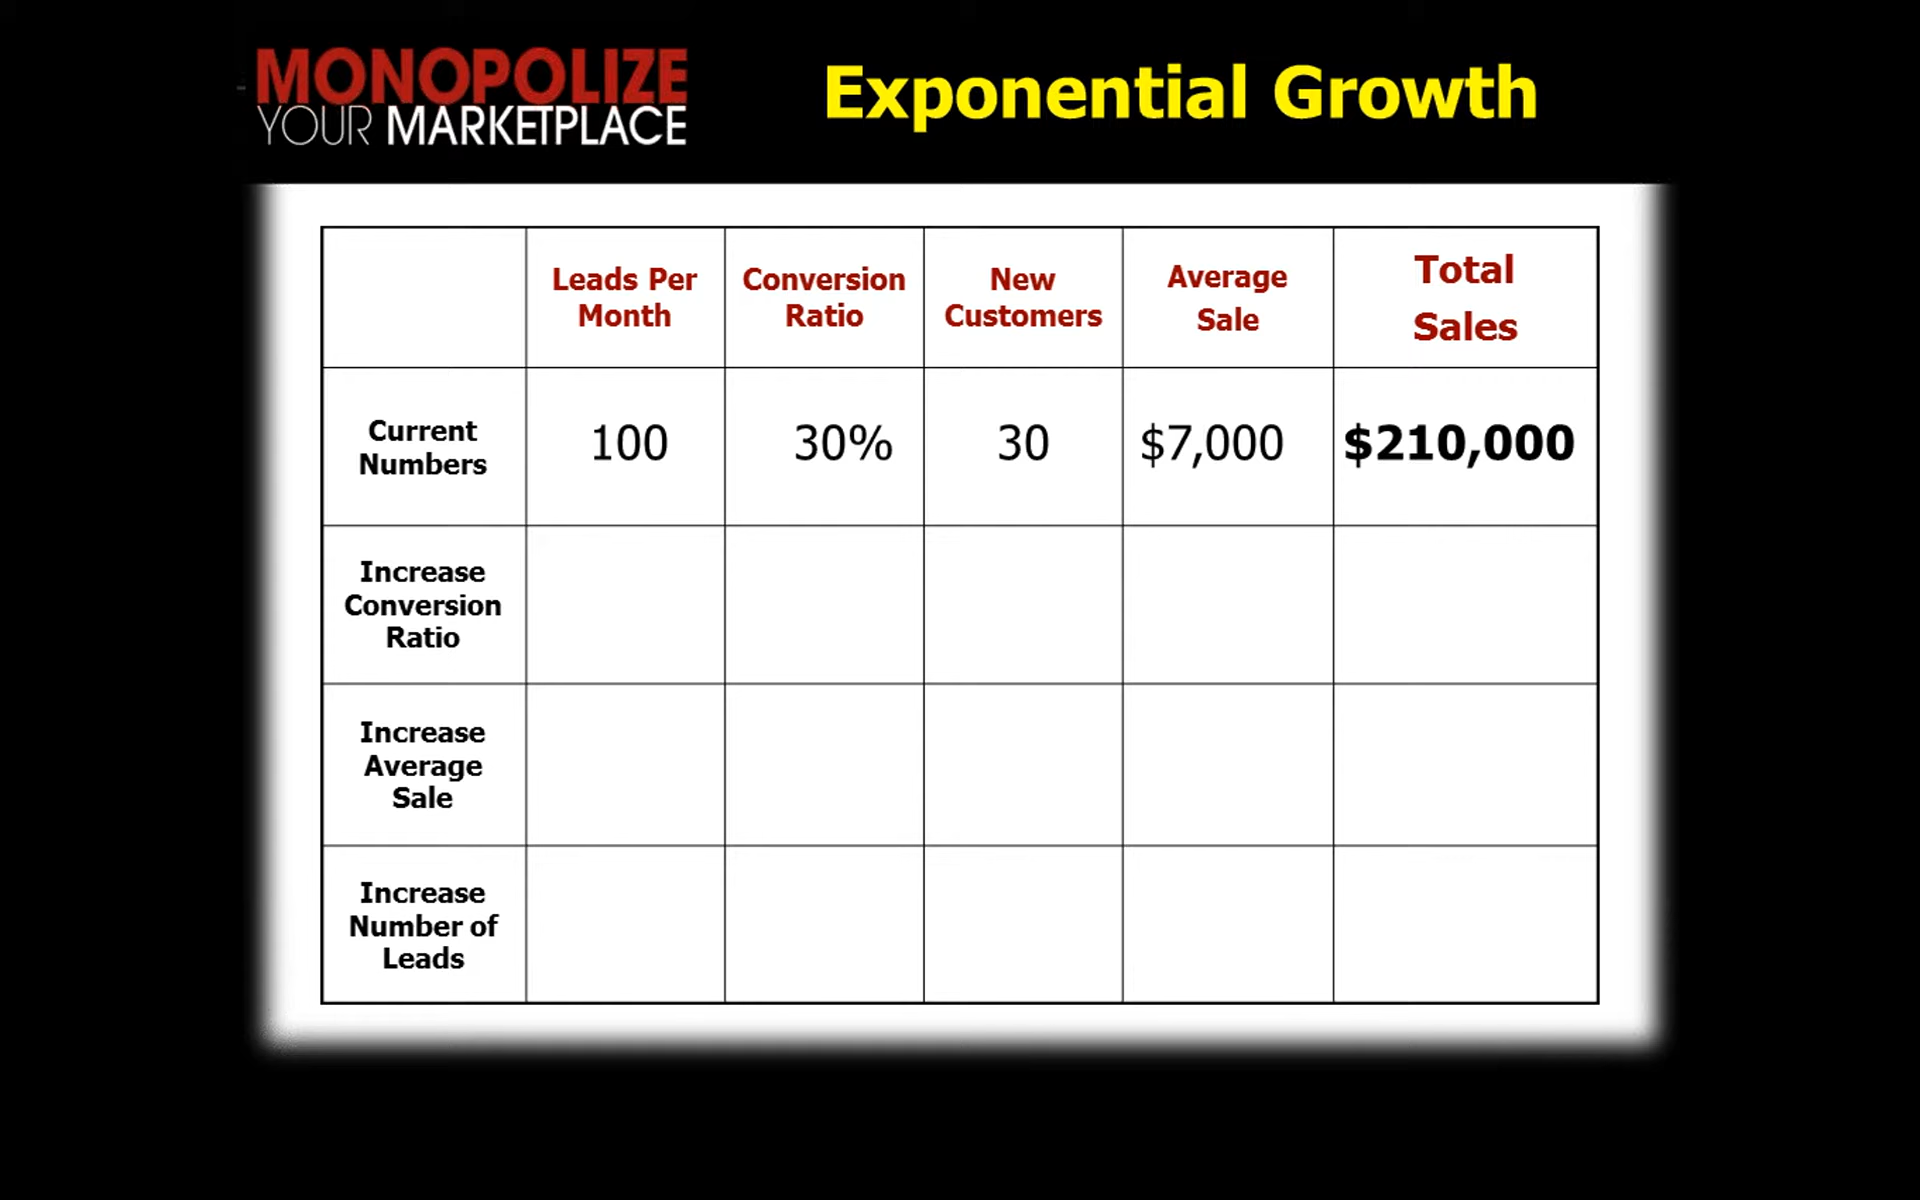 MONOPOLIZE
YOUR MARKETPLACE
Exponential Growth
Leads Per
Month
Conversion
Ratio
New
Customers
Average
Sale
Total
Sales
Current
Numbers
100
30%
30
$7,000
$210,000
Increase
Conversion
Ratio
Increase
Average
Sale
Increase
Number of
Leads